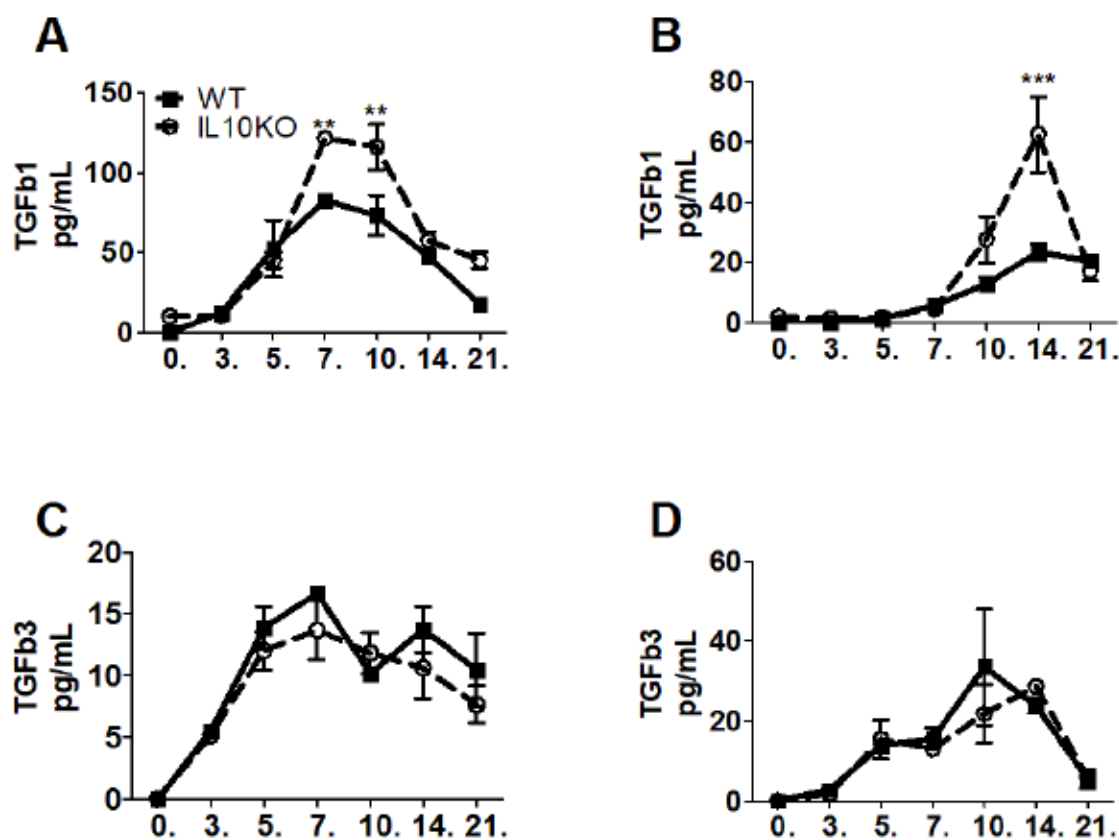 A
TGFb1
pg/mL
150
100
50
0
WT
IL10KO
**
**
0. 3. 5. 7. 10. 14. 21.
B
TGFb1
pg/mL
80
60
40
20
0
***
0. 3. 5. 7. 10. 14. 21.
C
TGFb3
pg/mL
20
15
10
5
0
0. 3. 5. 7. 10. 14. 21.
D
TGFb3
pg/mL
60
40
20
0
0. 3. 5. 7. 10. 14. 21.